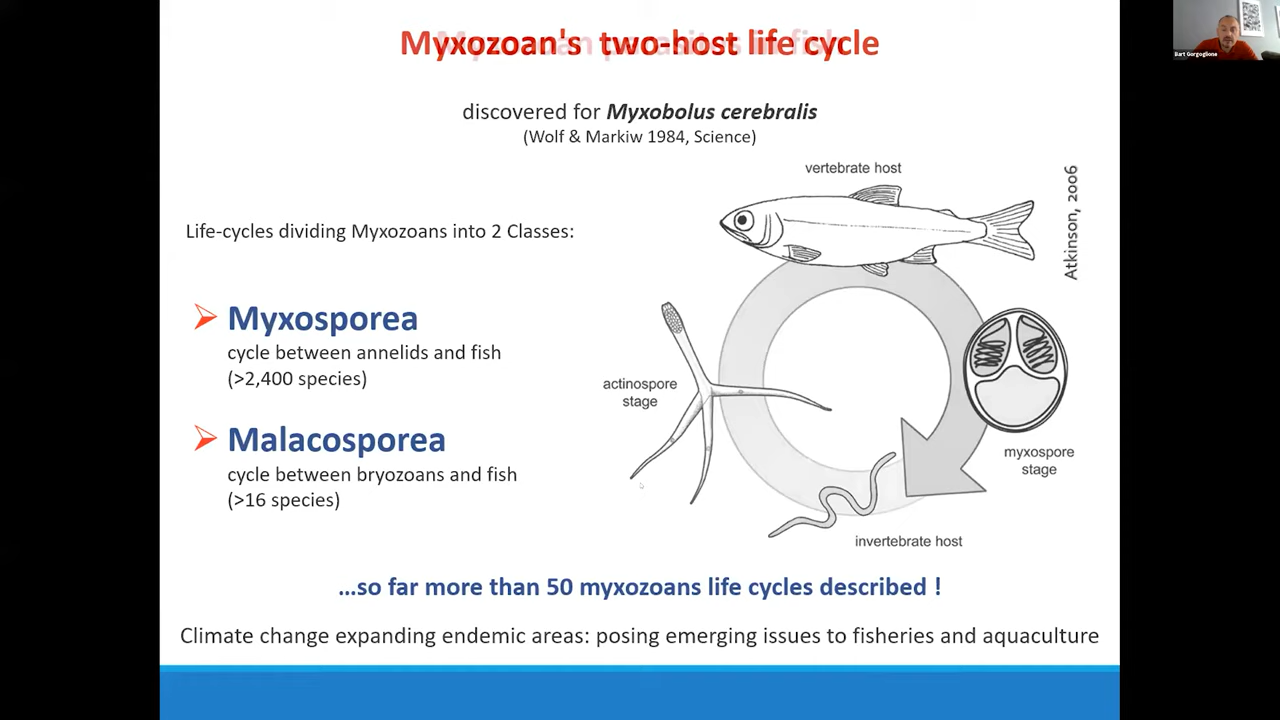 Myxozoan's two-host life cycle
Bart Gorgoglione
discovered for Myxobolus cerebralis
(Wolf & Markiw 1984, Science)
vertebrate host
Atkinson, 2006
Life-cycles dividing Myxozoans into 2 Classes:
Myxosporea
cycle between annelids and fish
(>2,400 species)
actinospore
stage
Malacosporea
cycle between bryozoans and fish
(>16 species)
myxospore
stage
invertebrate host
...so far more than 50 myxozoans life cycles described !
Climate change expanding endemic areas: posing emerging issues to fisheries and aquaculture